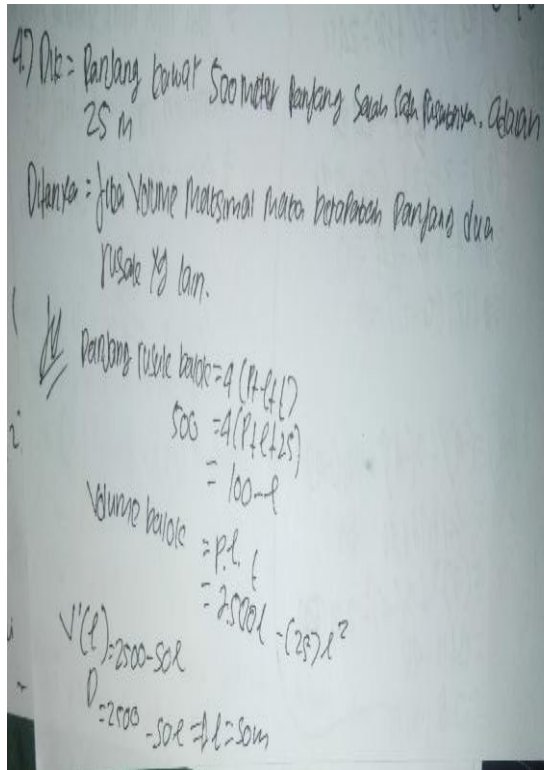 4.) Dik = Panjang kawat 500 meter panjang salah satu rusuknya. adalah
25 m
Ditanya = jika volume maksimal maka berapakah panjang dua
rusuk yg lain.
Panjang rusuk balok = 4 (P+l+t)
500 = 4(P+l+25)
= 100-l
Volume balok = p.l.t
= 2.500l - (25)l²
V'(l) = 2500-50l
0 = 2500 - 50l = l = 50m